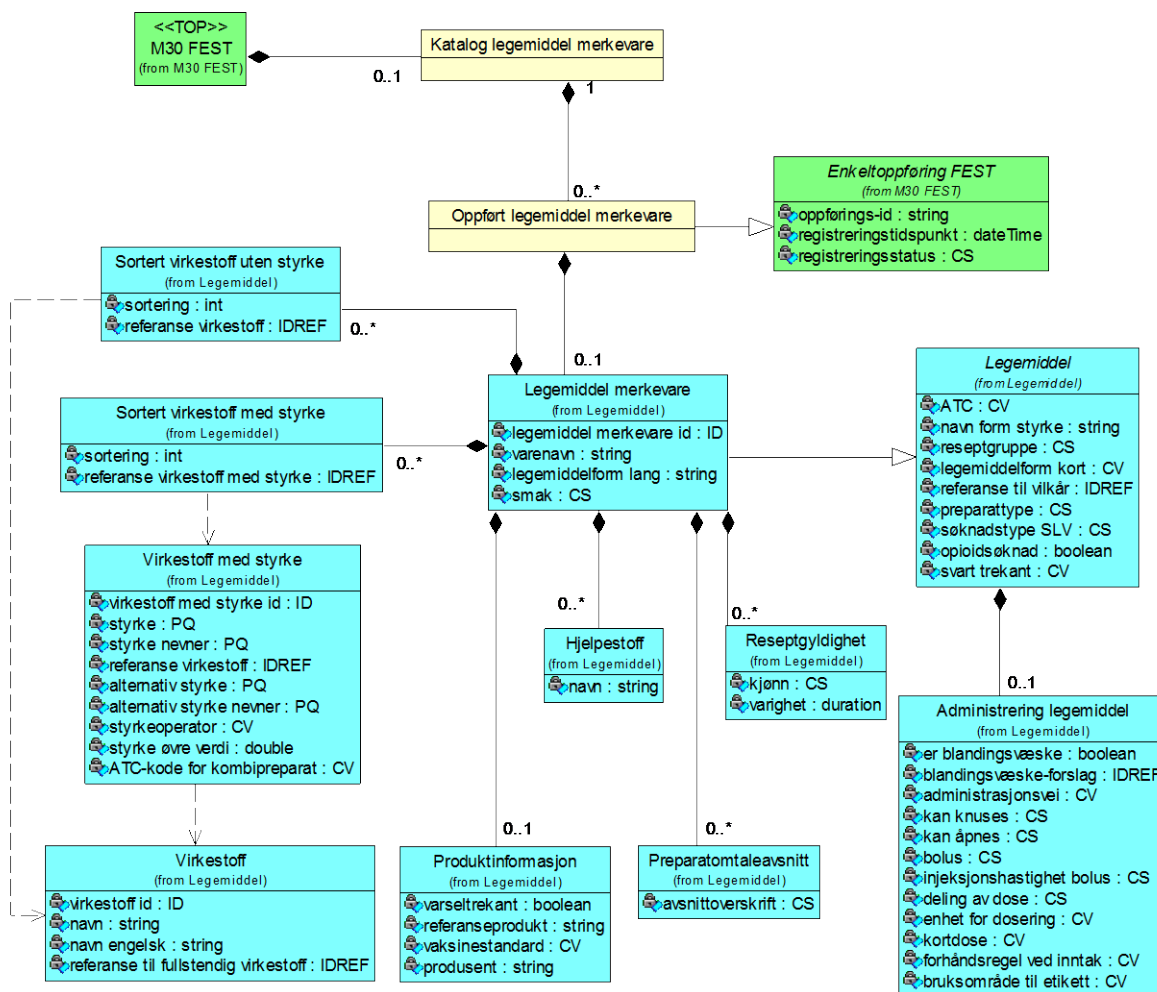 <<TOP>>
M30 FEST
(from M30 FEST)
Katalog legemiddel merkevare
0..1
1
0..*
Oppført legemiddel merkevare
Enkeltoppføring FEST
(from M30 FEST)
oppførings-id : string
registreringstidspunkt : dateTime
registreringsstatus : CS
Sortert virkestoff uten styrke
(from Legemiddel)
sortering : int
referanse virkestoff : IDREF
0..*
0..1
Legemiddel merkevare
(from Legemiddel)
legemiddel merkevare id : ID
varenavn : string
legemiddelform lang : string
smak : CS
Legemiddel
(from Legemiddel)
ATC : CV
navn form styrke : string
reseptgruppe : CS
legemiddelform kort : CV
referanse til vilkår : IDREF
preparattype : CS
søknadstype SLV : CS
opioidsøknad : boolean
svart trekant : CV
Sortert virkestoff med styrke
(from Legemiddel)
sortering : int
referanse virkestoff med styrke : IDREF
0..*
Virkestoff med styrke
(from Legemiddel)
virkestoff med styrke id : ID
styrke : PQ
styrke nevner : PQ
referanse virkestoff : IDREF
alternativ styrke : PQ
alternativ styrke nevner : PQ
styrkeoperator : CV
styrke øvre verdi : double
ATC-kode for kombipreparat : CV
0..*
Hjelpestoff
(from Legemiddel)
navn : string
0..*
Reseptgyldighet
(from Legemiddel)
kjønn : CS
varighet : duration
0..1
Administrering legemiddel
(from Legemiddel)
er blandingsvæske : boolean
blandingsvæske-forslag : IDREF
administrasjonsvei : CV
kan knuses : CS
kan åpnes : CS
bolus : CS
injeksjonshastighet bolus : CS
deling av dose : CS
enhet for dosering : CV
kortdose : CV
forhåndsregel ved inntak : CV
bruksområde til etikett : CV
Virkestoff
(from Legemiddel)
virkestoff id : ID
navn : string
navn engelsk : string
referanse til fullstendig virkestoff : IDREF
0..1
Produktinformasjon
(from Legemiddel)
varseltrekant : boolean
referanseprodukt : string
vaksinestandard : CV
produsent : string
0..*
Preparatomtaleavsnitt
(from Legemiddel)
avsnittoverskrift : CS